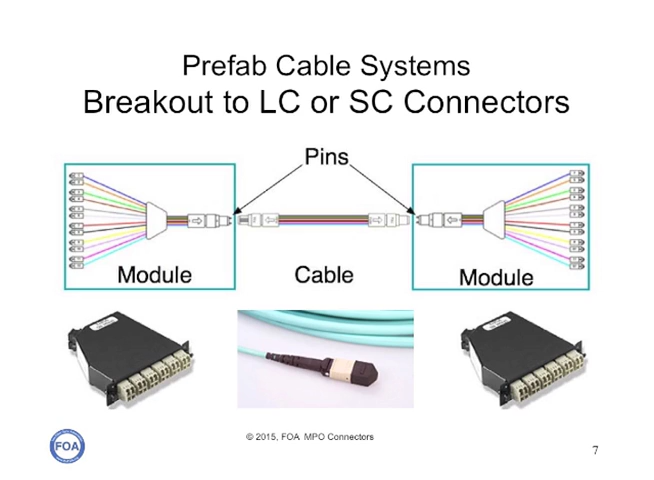 Prefab Cable Systems
Breakout to LC or SC Connectors
Pins
Module
Cable
Module
FOA
© 2015, FOA MPO Connectors
7